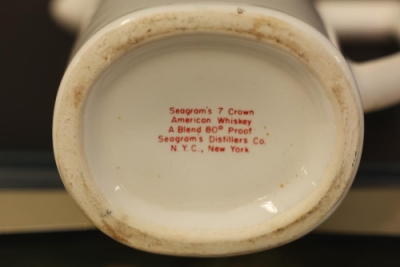 Seagram's 7 Crown
American Whiskey
A Blend 80° Proof
Seagram's Distillers Co.
N.Y.C., New York